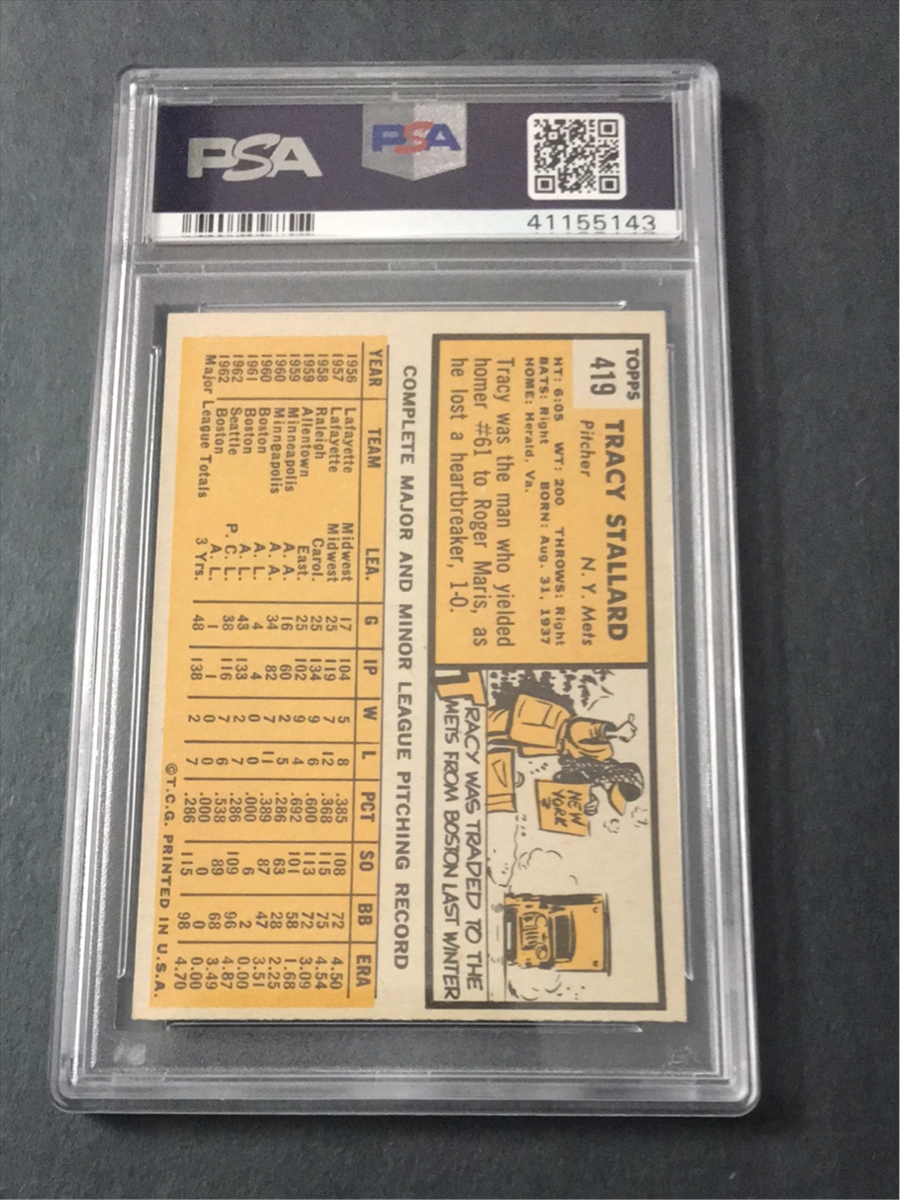 PSA
PSA
41155143
TOPPS
419
TRACY STALLARD
Pitcher N. Y. Mets
HT: 6:05 WT: 200 THROWS: Right
BATS: Right BORN: Aug. 31, 1937
HOME: Herald, Va.
Tracy was the man who yielded
homer #61 to Roger Maris, as
he lost a heartbreaker, 1-0.
NEW
YORK
TRACY WAS TRADED TO THE
METS FROM BOSTON LAST WINTER
COMPLETE MAJOR AND MINOR LEAGUE PITCHING RECORD
YEAR TEAM LEA. G IP W L PCT SO BB ERA
1956 Lafayette Midwest 17 104 5 8 .385 108 72 4.50
1957 Lafayette Midwest 25 119 7 12 .368 115 75 4.54
1958 Raleigh Carol. 25 134 9 6 .600 113 72 3.09
1959 Allentown East. 25 102 9 4 .692 101 58 1.68
1959 Minneapolis A. A. 16 60 2 5 .286 63 28 2.25
1960 Minneapolis A. A. 34 82 7 11 .389 87 47 3.51
1960 Boston A. L. 4 4 0 0 .000 6 2 0.00
1961 Boston A. L. 43 133 2 7 .286 109 96 4.87
1962 Seattle P. C. L. 38 116 7 6 .538 89 68 3.49
1962 Boston A. L. 1 1 0 0 .000 0 0 0.00
Major League Totals 3 Yrs. 48 138 2 7 .286 115 98 4.70
©T.C.G. PRINTED IN U.S.A.